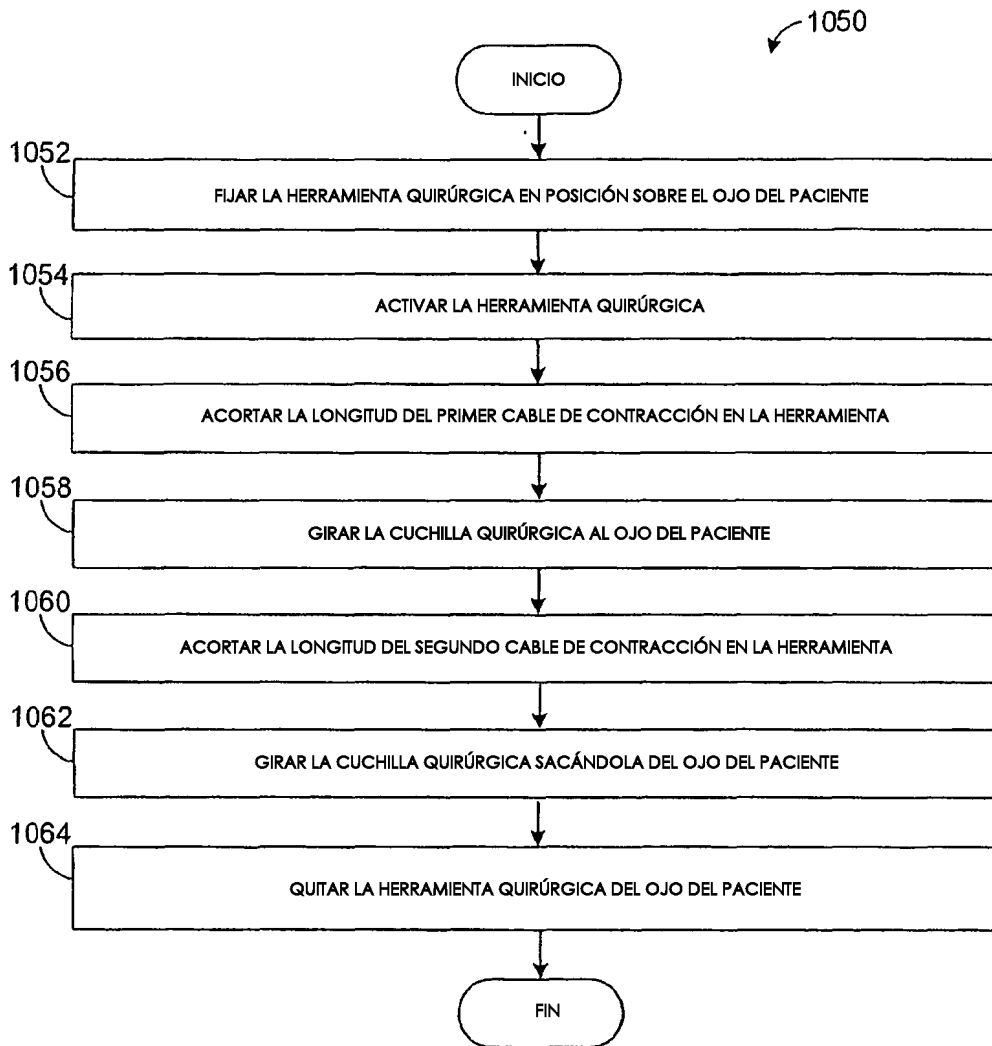 1050
INICIO
1052
FIJAR LA HERRAMIENTA QUIRÚRGICA EN POSICIÓN SOBRE EL OJO DEL PACIENTE
1054
ACTIVAR LA HERRAMIENTA QUIRÚRGICA
1056
ACORTAR LA LONGITUD DEL PRIMER CABLE DE CONTRACCIÓN EN LA HERRAMIENTA
1058
GIRAR LA CUCHILLA QUIRÚRGICA AL OJO DEL PACIENTE
1060
ACORTAR LA LONGITUD DEL SEGUNDO CABLE DE CONTRACCIÓN EN LA HERRAMIENTA
1062
GIRAR LA CUCHILLA QUIRÚRGICA SACÁNDOLA DEL OJO DEL PACIENTE
1064
QUITAR LA HERRAMIENTA QUIRÚRGICA DEL OJO DEL PACIENTE
FIN